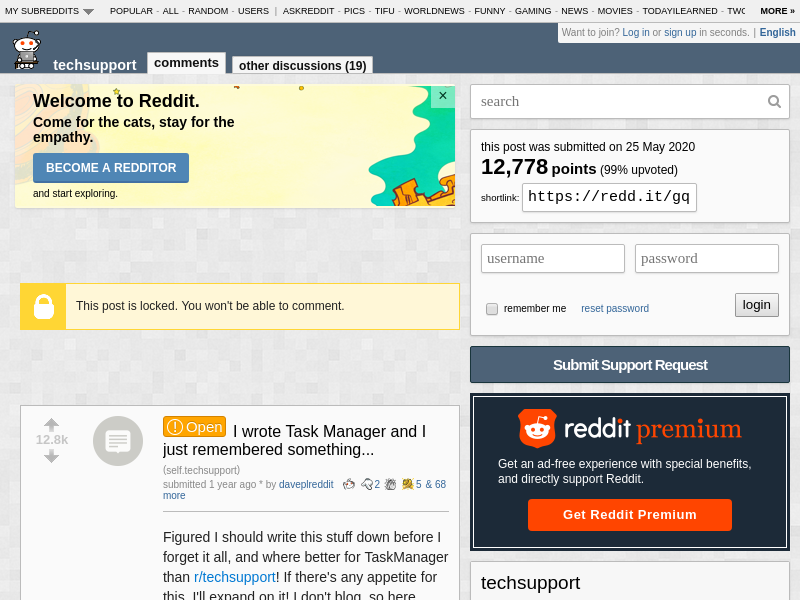 MY SUBREDDITS POPULAR - ALL - RANDOM - USERS | ASKREDDIT - PICS - TIFU - WORLDNEWS - FUNNY - GAMING - NEWS - MOVIES - TODAYILEARNED - TWO MORE »
Want to join? Log in or sign up in seconds. | English
techsupport comments other discussions (19)
Welcome to Reddit.
Come for the cats, stay for the
empathy.
BECOME A REDDITOR
and start exploring.
×
This post is locked. You won't be able to comment.
12.8k
Open I wrote Task Manager and I
just remembered something...
(self.techsupport)
submitted 1 year ago * by daveplreddit 2 5 & 68
more
Figured I should write this stuff down before I
forget it all, and where better for TaskManager
than r/techsupport! If there's any appetite for
this, I'll expand on it! I don't blog, so here
search
this post was submitted on 25 May 2020
12,778 points (99% upvoted)
shortlink: https://redd.it/gq
username password
remember me reset password login
Submit Support Request
reddit premium
Get an ad-free experience with special benefits,
and directly support Reddit.
Get Reddit Premium
techsupport